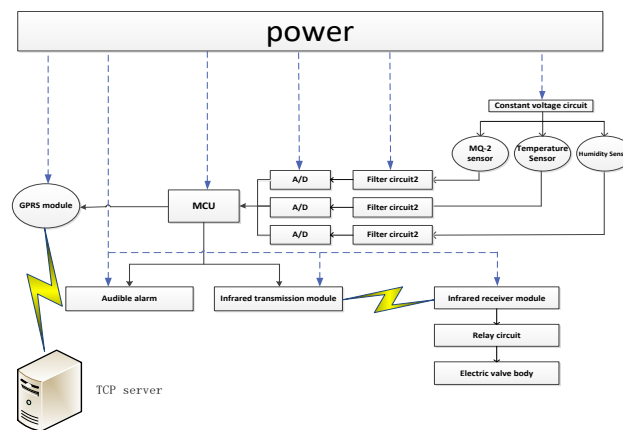 power
Constant voltage circuit
MQ-2
sensor
Temperature
Sensor
Humidity Sens
A/D
Filter circuit2
GPRS module
MCU
A/D
Filter circuit2
A/D
Filter circuit2
Audible alarm
Infrared transmission module
Infrared receiver module
Relay circuit
Electric valve body
TCP server